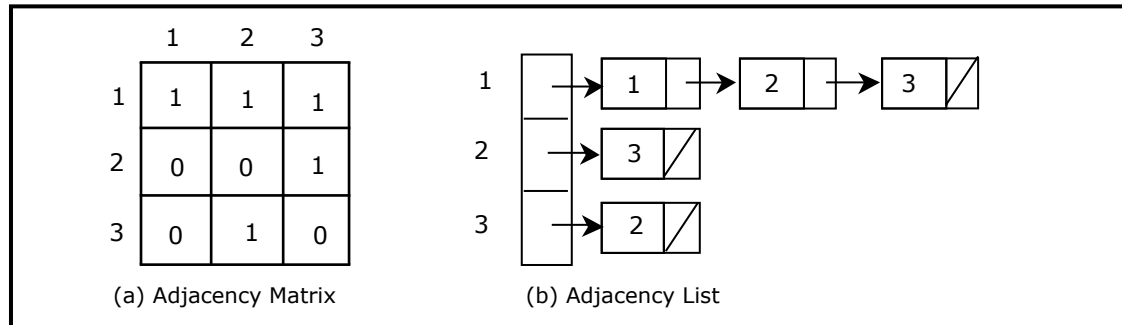 1 2 3
1 1 1 1
2 0 0 1
3 0 1 0
(a) Adjacency Matrix
1 1 2 3
2 3
3 2
(b) Adjacency List